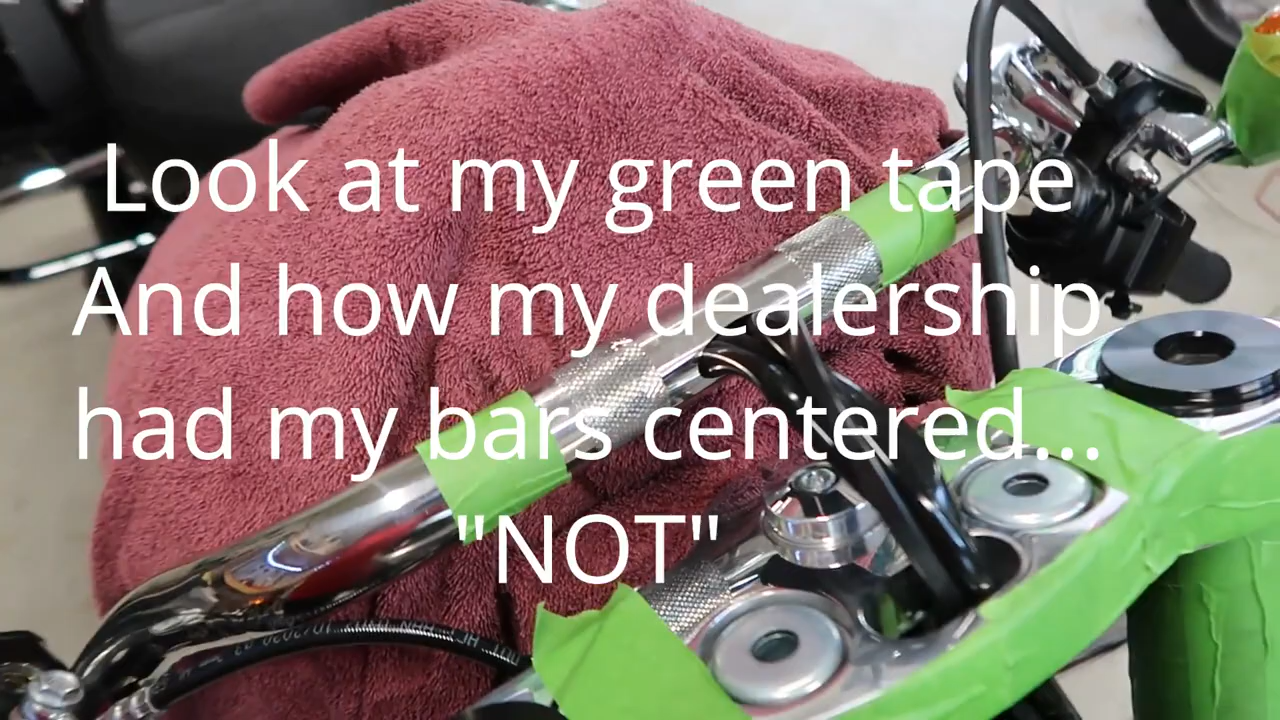 Look at my green tape
And how my dealership
had my bars centered...
"NOT"